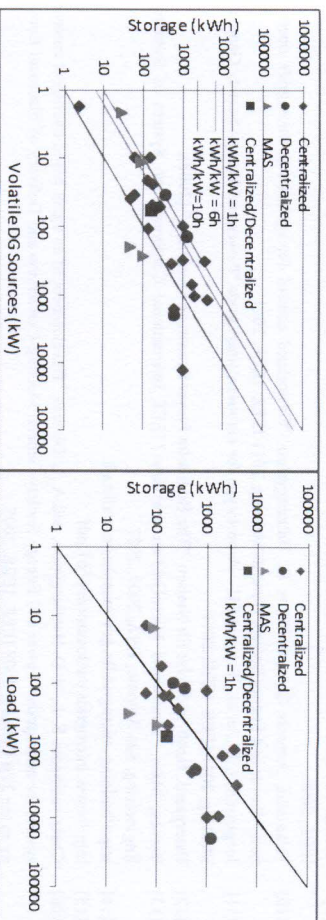 Storage (kWh)
1000000
100000
10000
1000
100
10
1
Centralized
Decentralized
MAS
Centralized/Decentralized
kWh/kW = 1h
kWh/kW = 6h
kWh/kW=10h
1 10 100 1000 10000 100000
Volatile DG Sources (kW)
Storage (kWh)
100000
10000
1000
100
10
1
Centralized
Decentralized
MAS
Centralized/Decentralized
kWh/kW = 1h
1 10 100 1000 10000 100000
Load (kW)